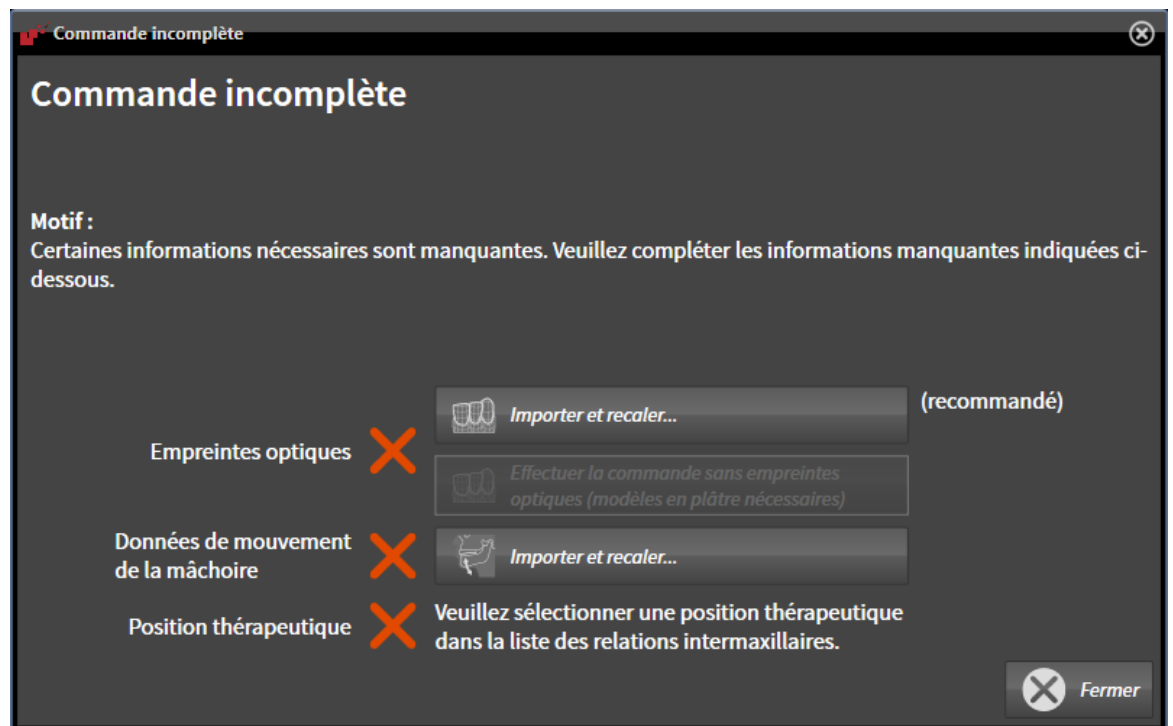 Commande incomplète
Commande incomplète
Motif :
Certaines informations nécessaires sont manquantes. Veuillez compléter les informations manquantes indiquées ci-
dessous.
Importer et recaler...
(recommandé)
Empreintes optiques
Effectuer la commande sans empreintes
optiques (modèles en plâtre nécessaires)
Données de mouvement
de la mâchoire
Importer et recaler...
Position thérapeutique
Veuillez sélectionner une position thérapeutique
dans la liste des relations intermaxillaires.
Fermer